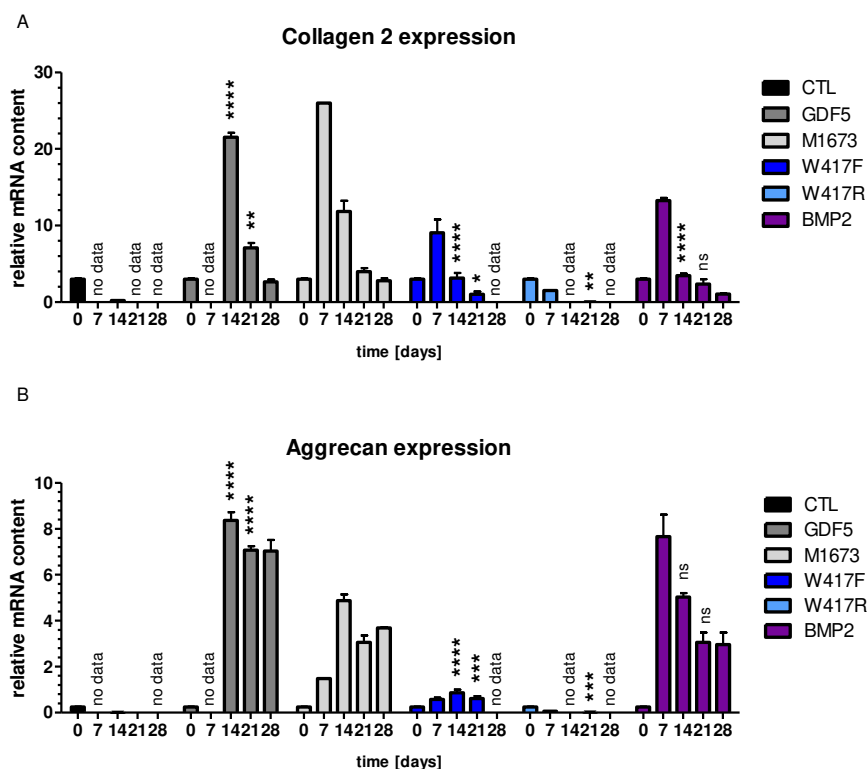 A
Collagen 2 expression
relative mRNA content
30
20
10
0
no data
no data
no data
no data
****
**
****
*
no data
no data
**
no data
****
ns
0 7 14 21 28
0 7 14 21 28
0 7 14 21 28
0 7 14 21 28
0 7 14 21 28
0 7 14 21 28
time [days]
CTL
GDF5
M1673
W417F
W417R
BMP2
B
Aggrecan expression
relative mRNA content
10
8
6
4
2
0
no data
no data
no data
****
****
****
***
no data
no data
***
no data
ns
ns
0 7 14 21 28
0 7 14 21 28
0 7 14 21 28
0 7 14 21 28
0 7 14 21 28
0 7 14 21 28
time [days]
CTL
GDF5
M1673
W417F
W417R
BMP2